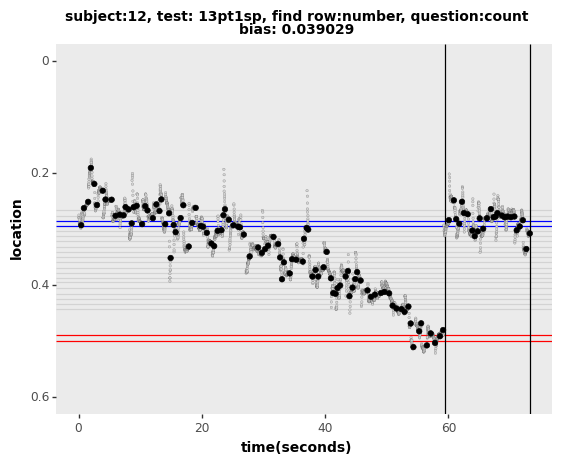 subject:12, test: 13pt1sp, find row:number, question:count
bias: 0.039029
0
0.2
0.4
0.6
location
0
20
40
60
time(seconds)